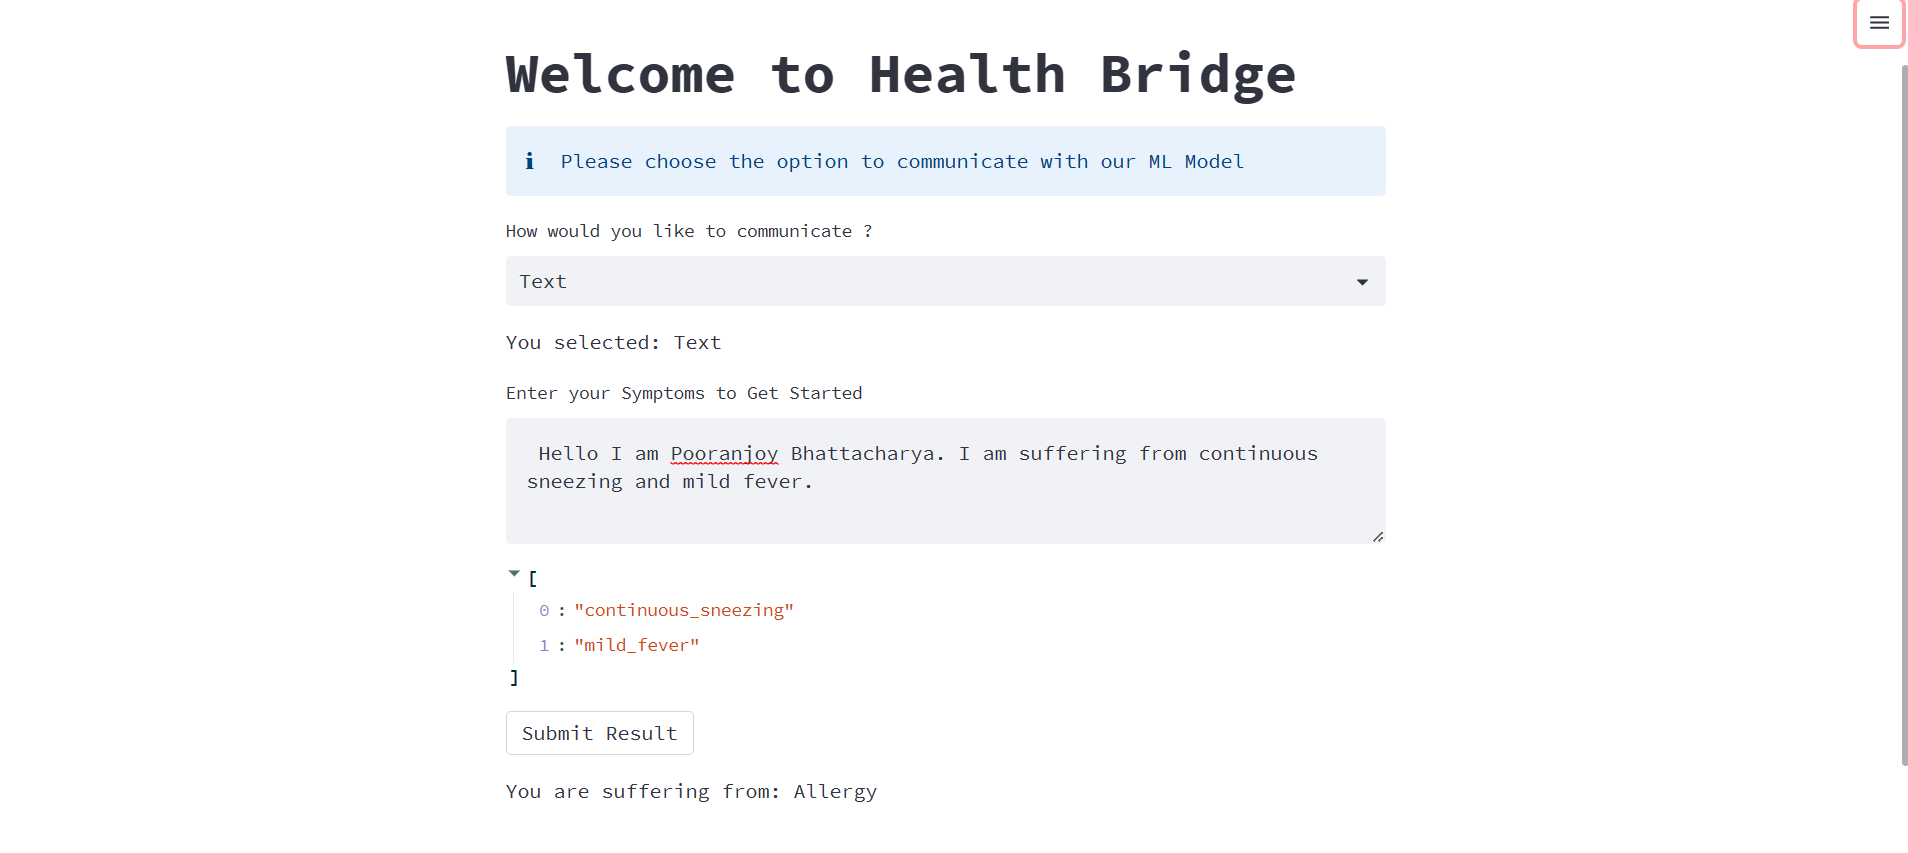 Welcome to Health Bridge
i Please choose the option to communicate with our ML Model
How would you like to communicate ?
Text
You selected: Text
Enter your Symptoms to Get Started
Hello I am Pooranjoy Bhattacharya. I am suffering from continuous
sneezing and mild fever.
[
0 : "continuous_sneezing"
1 : "mild_fever"
]
Submit Result
You are suffering from: Allergy